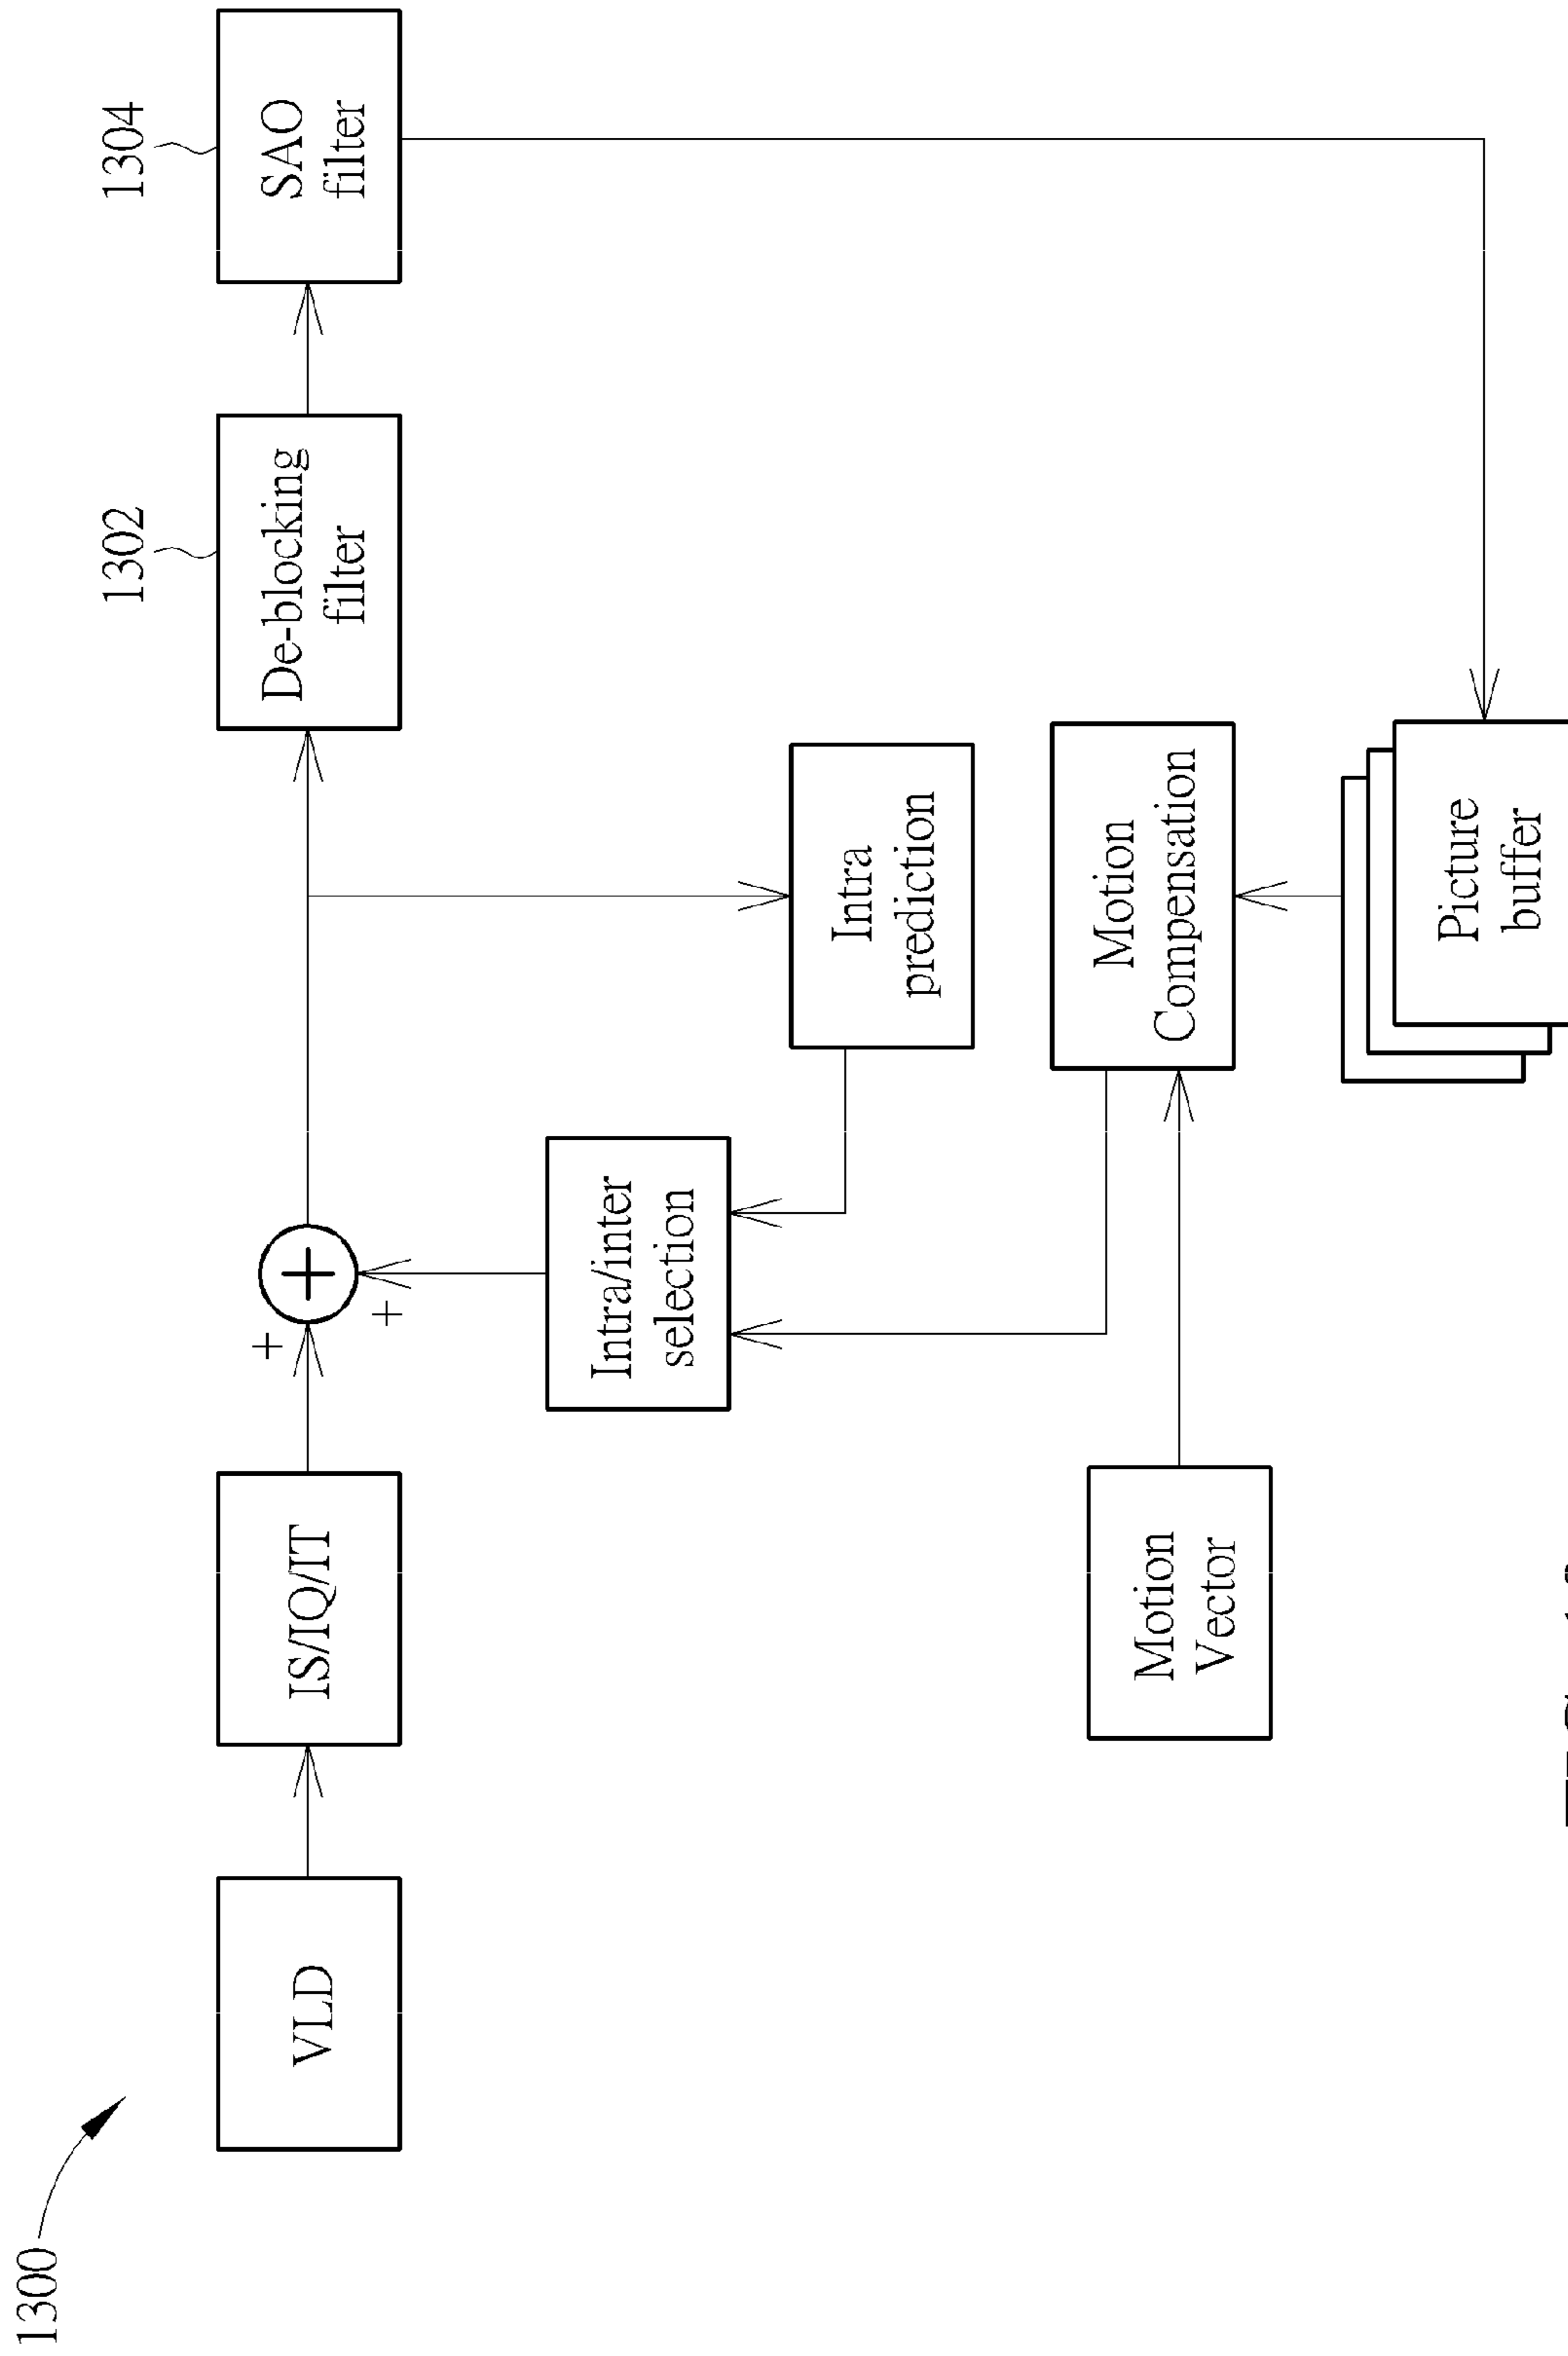 1300
1302
1304
VLD
IS/IQ/IT
+
+
De-blocking
filter
SAO
filter
Intra/inter
selection
Intra
prediction
Motion
Compensation
Motion
Vector
Picture
buffer